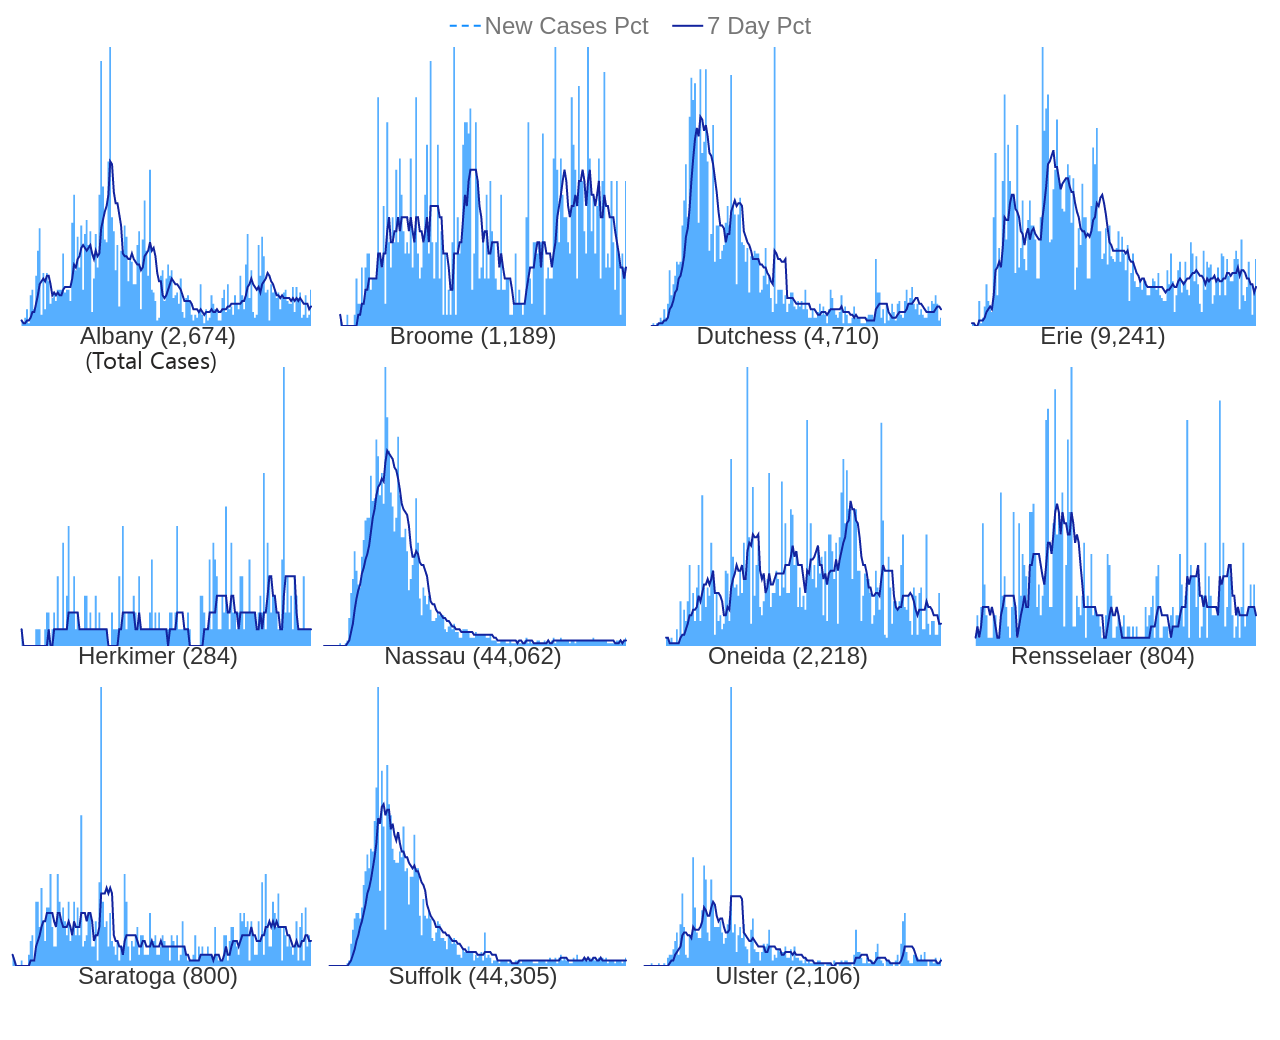 New Cases Pct 7 Day Pct
Albany (2,674)
(Total Cases)
Broome (1,189)
Dutchess (4,710)
Erie (9,241)
Herkimer (284)
Nassau (44,062)
Oneida (2,218)
Rensselaer (804)
Saratoga (800)
Suffolk (44,305)
Ulster (2,106)